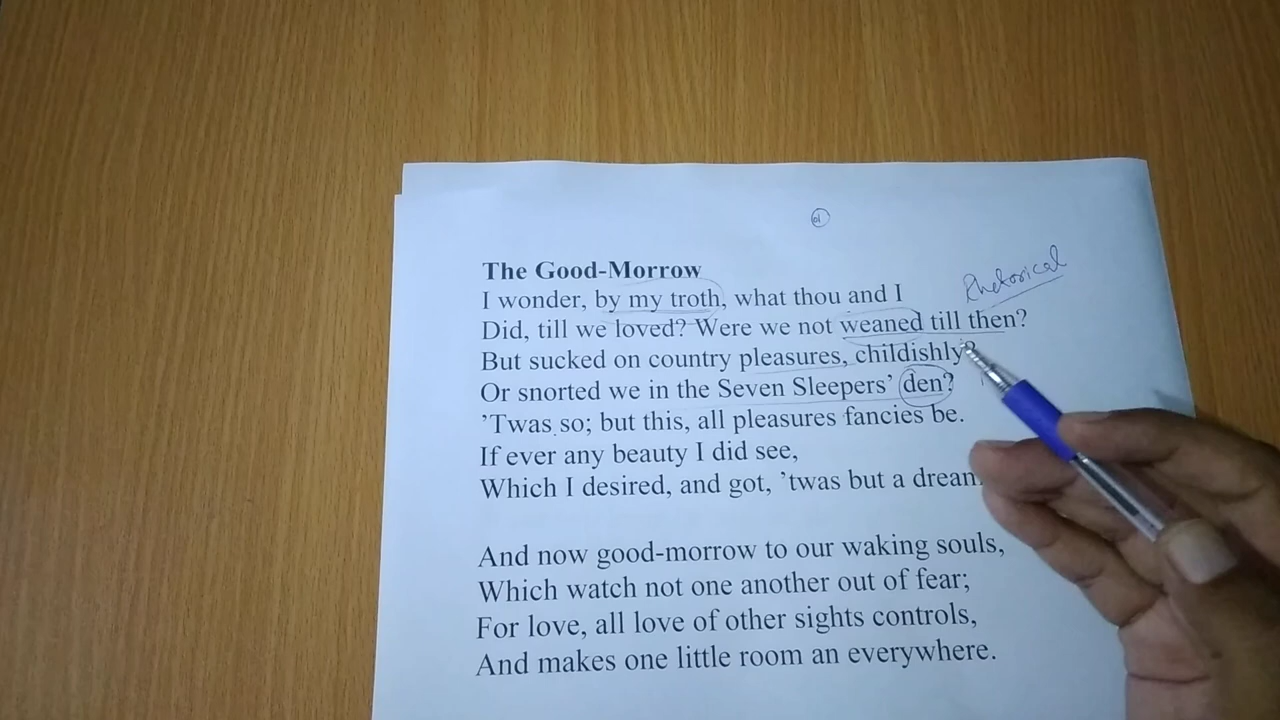 01
The Good-Morrow
Rhetorical
I wonder, by my troth, what thou and I
Did, till we loved? Were we not weaned till then?
But sucked on country pleasures, childishly?
Or snorted we in the Seven Sleepers’ den?
’Twas so; but this, all pleasures fancies be.
If ever any beauty I did see,
Which I desired, and got, ’twas but a dream
And now good-morrow to our waking souls,
Which watch not one another out of fear;
For love, all love of other sights controls,
And makes one little room an everywhere.